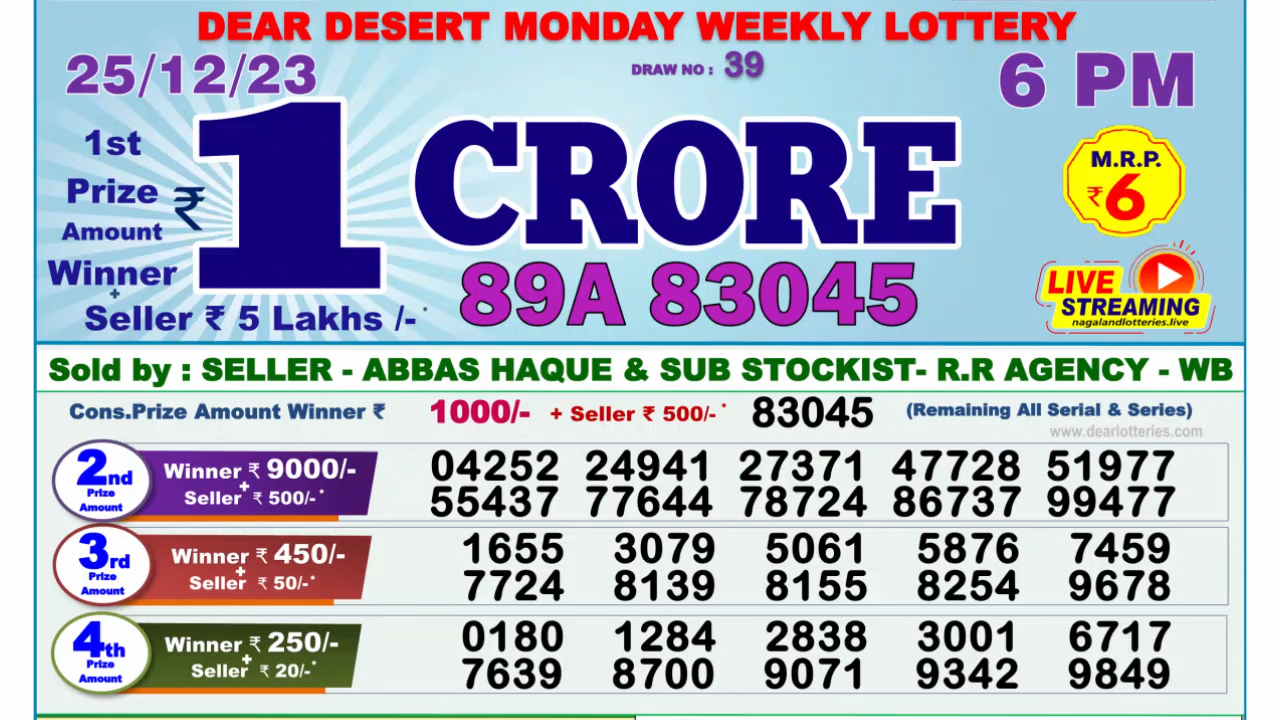 DEAR DESERT MONDAY WEEKLY LOTTERY
25/12/23
DRAW NO : 39
6 PM
1st
Prize
Amount
Winner
+
Seller ₹ 5 Lakhs /-*
₹ 1 CRORE
89A 83045
M.R.P.
₹6
LIVE
STREAMING
nagalandlotteries.live
Sold by : SELLER - ABBAS HAQUE & SUB STOCKIST- R.R AGENCY - WB
Cons.Prize Amount Winner ₹ 1000/- + Seller ₹ 500/-* 83045 (Remaining All Serial & Series)
www.dearlotteries.com
2nd
Prize
Amount
Winner ₹ 9000/-
+
Seller ₹ 500/-*
04252 24941 27371 47728 51977
55437 77644 78724 86737 99477
3rd
Prize
Amount
Winner ₹ 450/-
+
Seller ₹ 50/-*
1655 3079 5061 5876 7459
7724 8139 8155 8254 9678
4th
Prize
Amount
Winner ₹ 250/-
+
Seller ₹ 20/-*
0180 1284 2838 3001 6717
7639 8700 9071 9342 9849